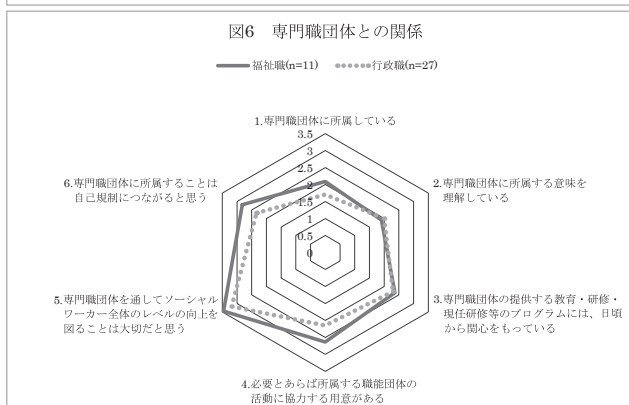 図6　専門職団体との関係
福祉職(n=11)　行政職(n=27)
1.専門職団体に所属している
3.5
3
2.5
2
1.5
1
0.5
0
2.専門職団体に所属する意味を
理解している
3.専門職団体の提供する教育・研修・
現任研修等のプログラムには、日頃
から関心をもっている
4.必要とあらば所属する職能団体の
活動に協力する用意がある
5.専門職団体を通してソーシャル
ワーカー全体のレベルの向上を
図ることは大切だと思う
6.専門職団体に所属することは
自己規制につながると思う